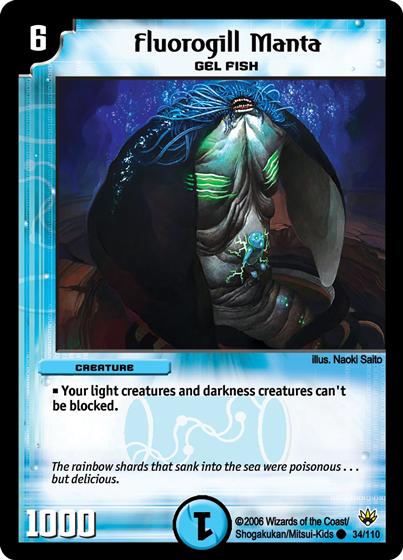 6
Fluorogill Manta
GEL FISH
illus. Naoki Saito
CREATURE
▪ Your light creatures and darkness creatures can't
be blocked.
The rainbow shards that sank into the sea were poisonous . . .
but delicious.
1000
1
©2006 Wizards of the Coast/
Shogakukan/Mitsui-Kids ● 34/110